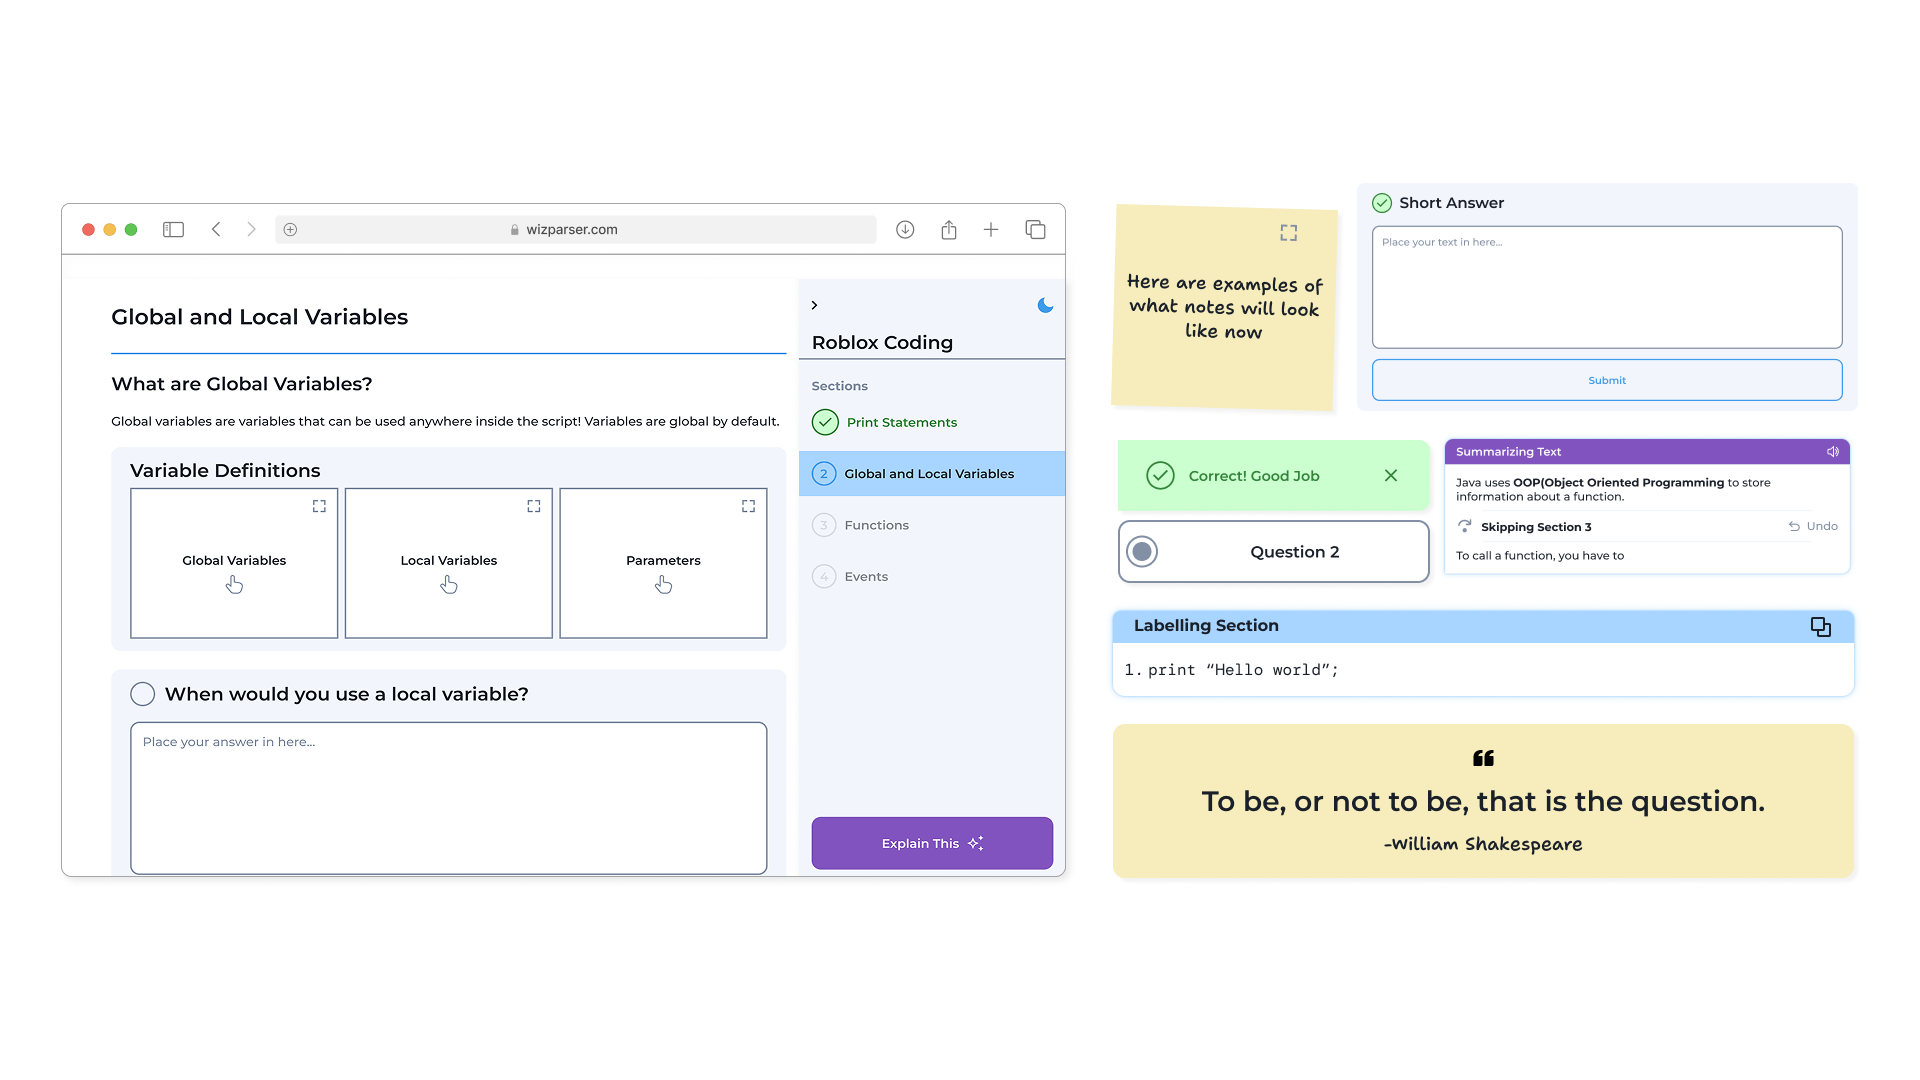 wizparser.com
Global and Local Variables
What are Global Variables?
Global variables are variables that can be used anywhere inside the script! Variables are global by default.
Variable Definitions
Global Variables
Local Variables
Parameters
When would you use a local variable?
Place your answer in here...
Roblox Coding
Sections
Print Statements
2 Global and Local Variables
3 Functions
4 Events
Explain This
Here are examples of
what notes will look
like now
Short Answer
Place your text in here...
Submit
Correct! Good Job
Question 2
Summarizing Text
Java uses OOP(Object Oriented Programming to store
information about a function.
Skipping Section 3
Undo
To call a function, you have to
Labelling Section
1. print “Hello world”;
❝
To be, or not to be, that is the question.
-William Shakespeare